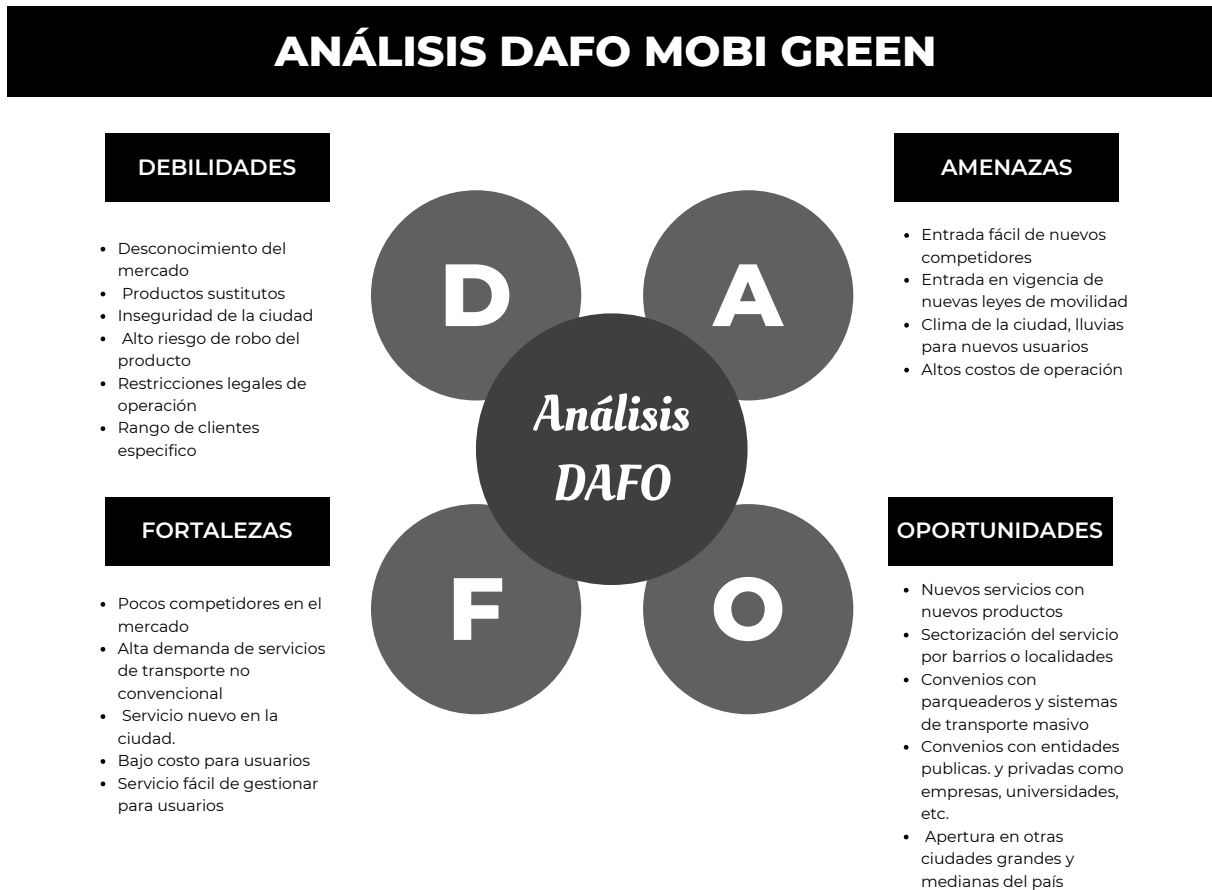 ANÁLISIS DAFO MOBI GREEN
DEBILIDADES
• Desconocimiento del
mercado
• Productos sustitutos
• Inseguridad de la ciudad
• Alto riesgo de robo del
producto
• Restricciones legales de
operación
• Rango de clientes
especifico
AMENAZAS
• Entrada fácil de nuevos
competidores
• Entrada en vigencia de
nuevas leyes de movilidad
• Clima de la ciudad, lluvias
para nuevos usuarios
• Altos costos de operación
D
A
Análisis
DAFO
F
O
FORTALEZAS
• Pocos competidores en el
mercado
• Alta demanda de servicios
de transporte no
convencional
• Servicio nuevo en la
ciudad.
• Bajo costo para usuarios
• Servicio fácil de gestionar
para usuarios
OPORTUNIDADES
• Nuevos servicios con
nuevos productos
• Sectorización del servicio
por barrios o localidades
• Convenios con
parqueaderos y sistemas
de transporte masivo
• Convenios con entidades
publicas. y privadas como
empresas, universidades,
etc.
• Apertura en otras
ciudades grandes y
medianas del país